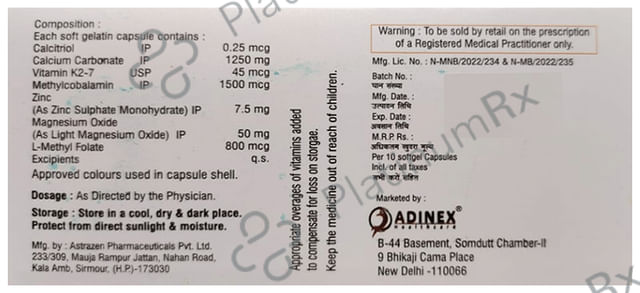 Composition :
Each soft gelatin capsule contains :
Calcitriol IP 0.25 mcg
Calcium Carbonate IP 1250 mg
Vitamin K2-7 USP 45 mcg
Methylcobalamin IP 1500 mcg
Zinc
(As Zinc Sulphate Monohydrate) IP 7.5 mg
Magnesium Oxide
(As Light Magnesium Oxide) IP 50 mg
L-Methyl Folate 800 mcg
Excipients q.s.
Approved colours used in capsule shell.
Dosage : As Directed by the Physician.
Storage : Store in a cool, dry & dark place.
Protect from direct sunlight & moisture.
Mfg. by : Astrazen Pharmaceuticals Pvt. Ltd.
233/309, Mauja Rampur Jattan, Nahan Road,
Kala Amb, Sirmour, (H.P.)-173030
Appropriate overages of vitamins added
to compensate for loss on storgae.
Keep the medicine out of reach of children.
Warning : To be sold by retail on the prescription
of a Registered Medical Practitioner only.
Mfg. Lic. No. : N-MNB/2022/234 & N-MB/2022/235
Batch No. :
घान संख्या
Mfg. Date. :
उत्पादन तिथि
Exp. Date :
अवसान तिथि
M.R.P. Rs. :
अधिकतम खुदरा मूल्य
Per 10 softgel Capsules
Incl. of all taxes
सभी करों सहित
Marketed by :
ADINEX
Healthcare
B-44 Basement, Somdutt Chamber-II
9 Bhikaji Cama Place
New Delhi -110066
PlatinumRx